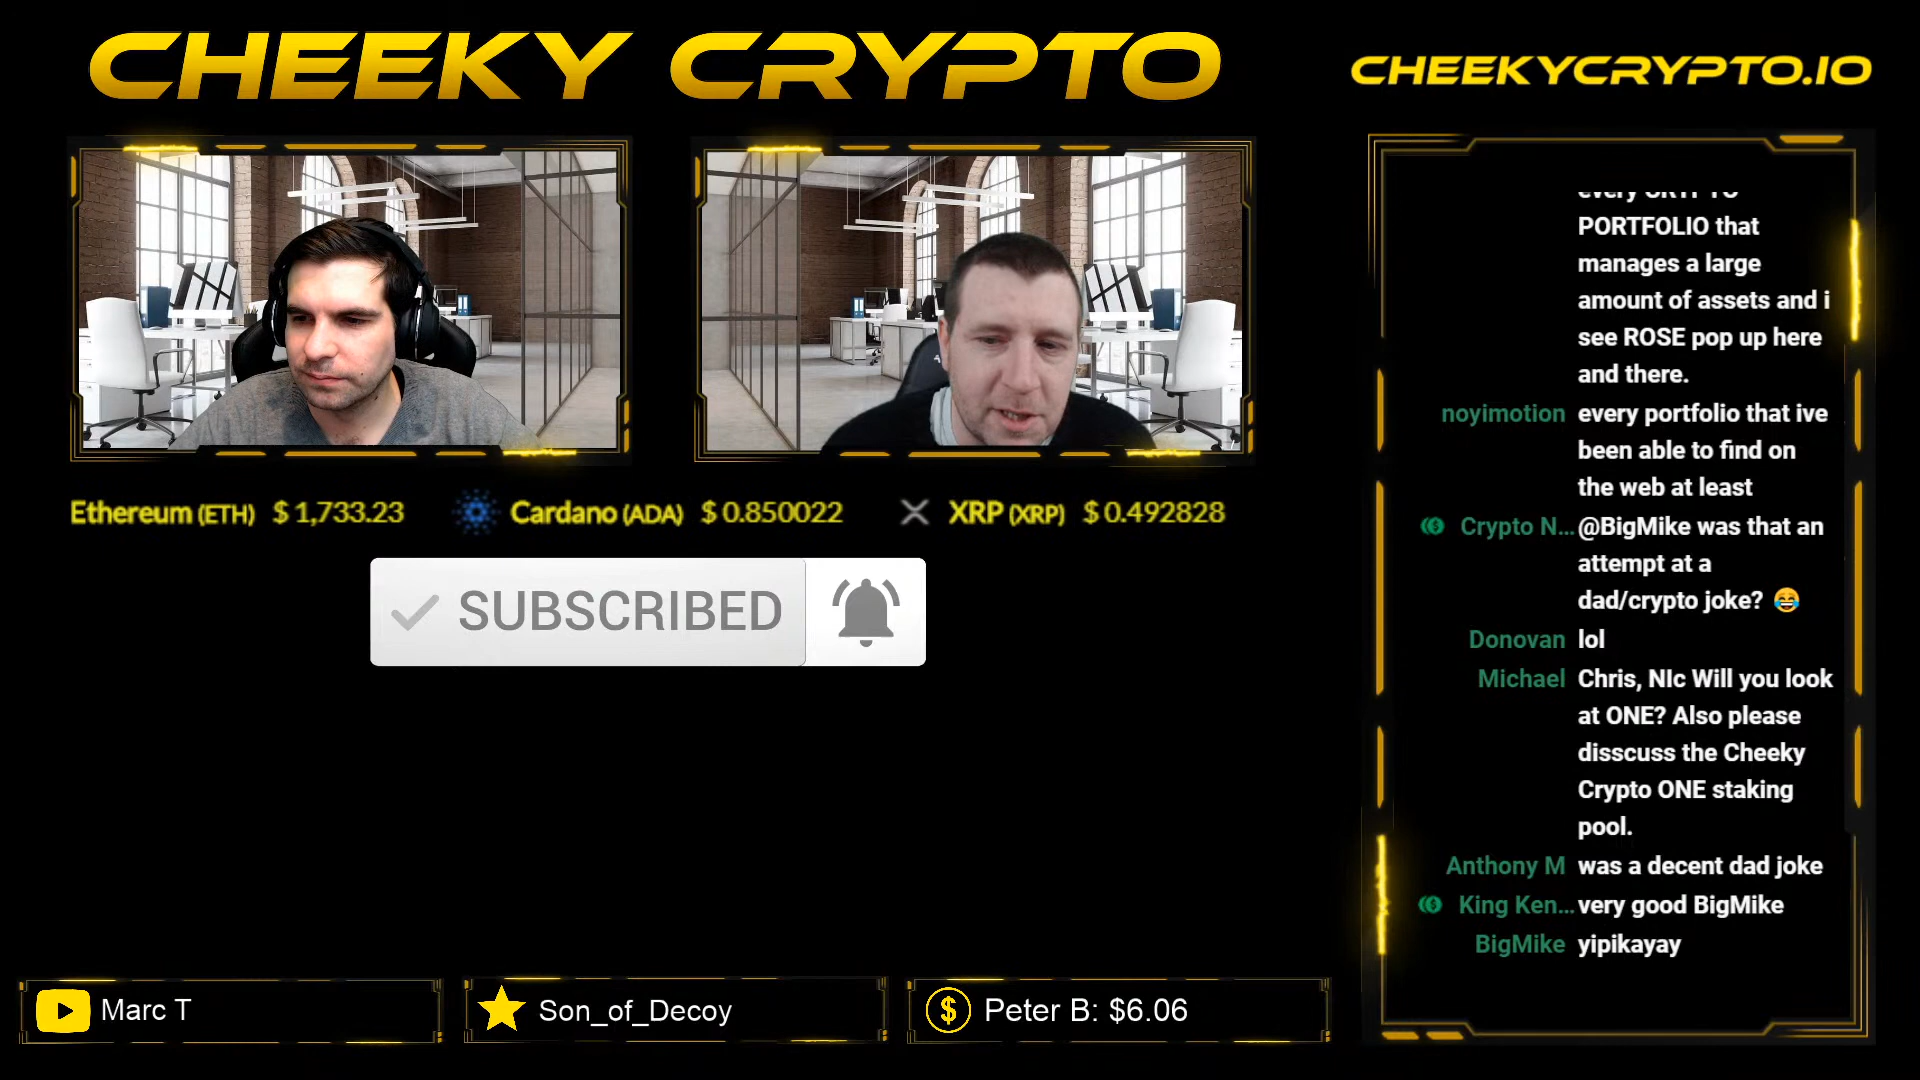 CHEEKY CRYPTO
CHEEKYCRYPTO.IO
Ethereum (ETH) $ 1,733.23 Cardano (ADA) $ 0.850022 XRP (XRP) $ 0.492828
SUBSCRIBED
every CRYPTO
PORTFOLIO that
manages a large
amount of assets and i
see ROSE pop up here
and there.
noyimotion every portfolio that ive
been able to find on
the web at least
Crypto N... @BigMike was that an
attempt at a
dad/crypto joke? 😂
Donovan lol
Michael Chris, NIc Will you look
at ONE? Also please
disscuss the Cheeky
Crypto ONE staking
pool.
Anthony M was a decent dad joke
King Ken... very good BigMike
BigMike yipikayay
Marc T
Son_of_Decoy
Peter B: $6.06